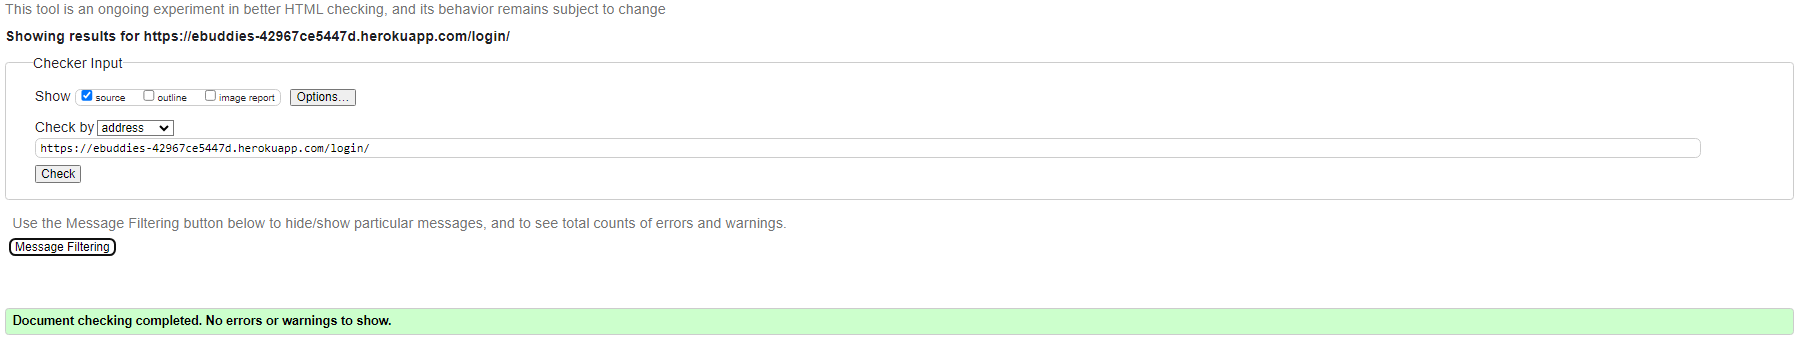 This tool is an ongoing experiment in better HTML checking, and its behavior remains subject to change
Showing results for https://ebuddies-42967ce5447d.herokuapp.com/login/
Checker Input
Show source outline image report Options...
Check by address
https://ebuddies-42967ce5447d.herokuapp.com/login/
Check
Use the Message Filtering button below to hide/show particular messages, and to see total counts of errors and warnings.
Message Filtering
Document checking completed. No errors or warnings to show.